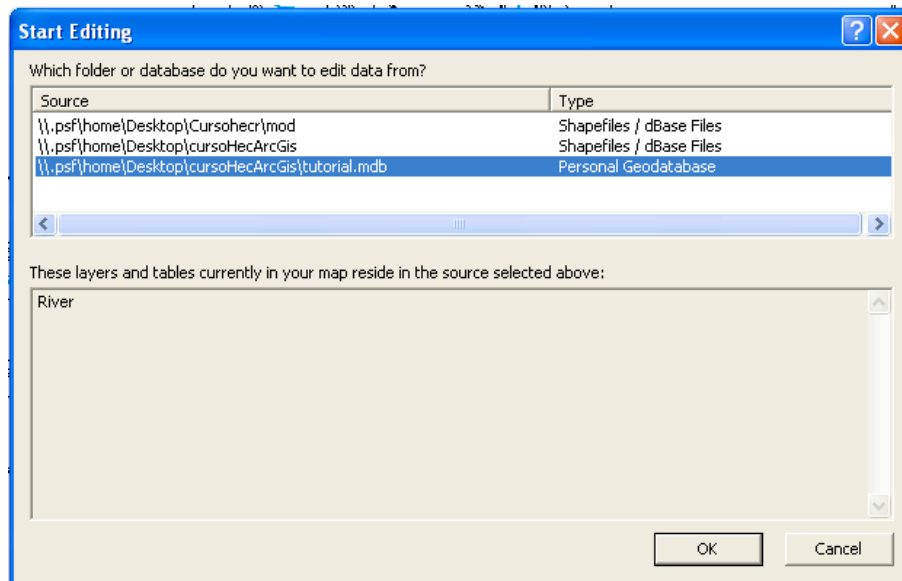 Start Editing
Which folder or database do you want to edit data from?
Source Type
\\.psf\home\Desktop\Cursohecr\mod Shapefiles / dBase Files
\\.psf\home\Desktop\cursoHecArcGis Shapefiles / dBase Files
\\.psf\home\Desktop\cursoHecArcGis\tutorial.mdb Personal Geodatabase
These layers and tables currently in your map reside in the source selected above:
River
OK Cancel